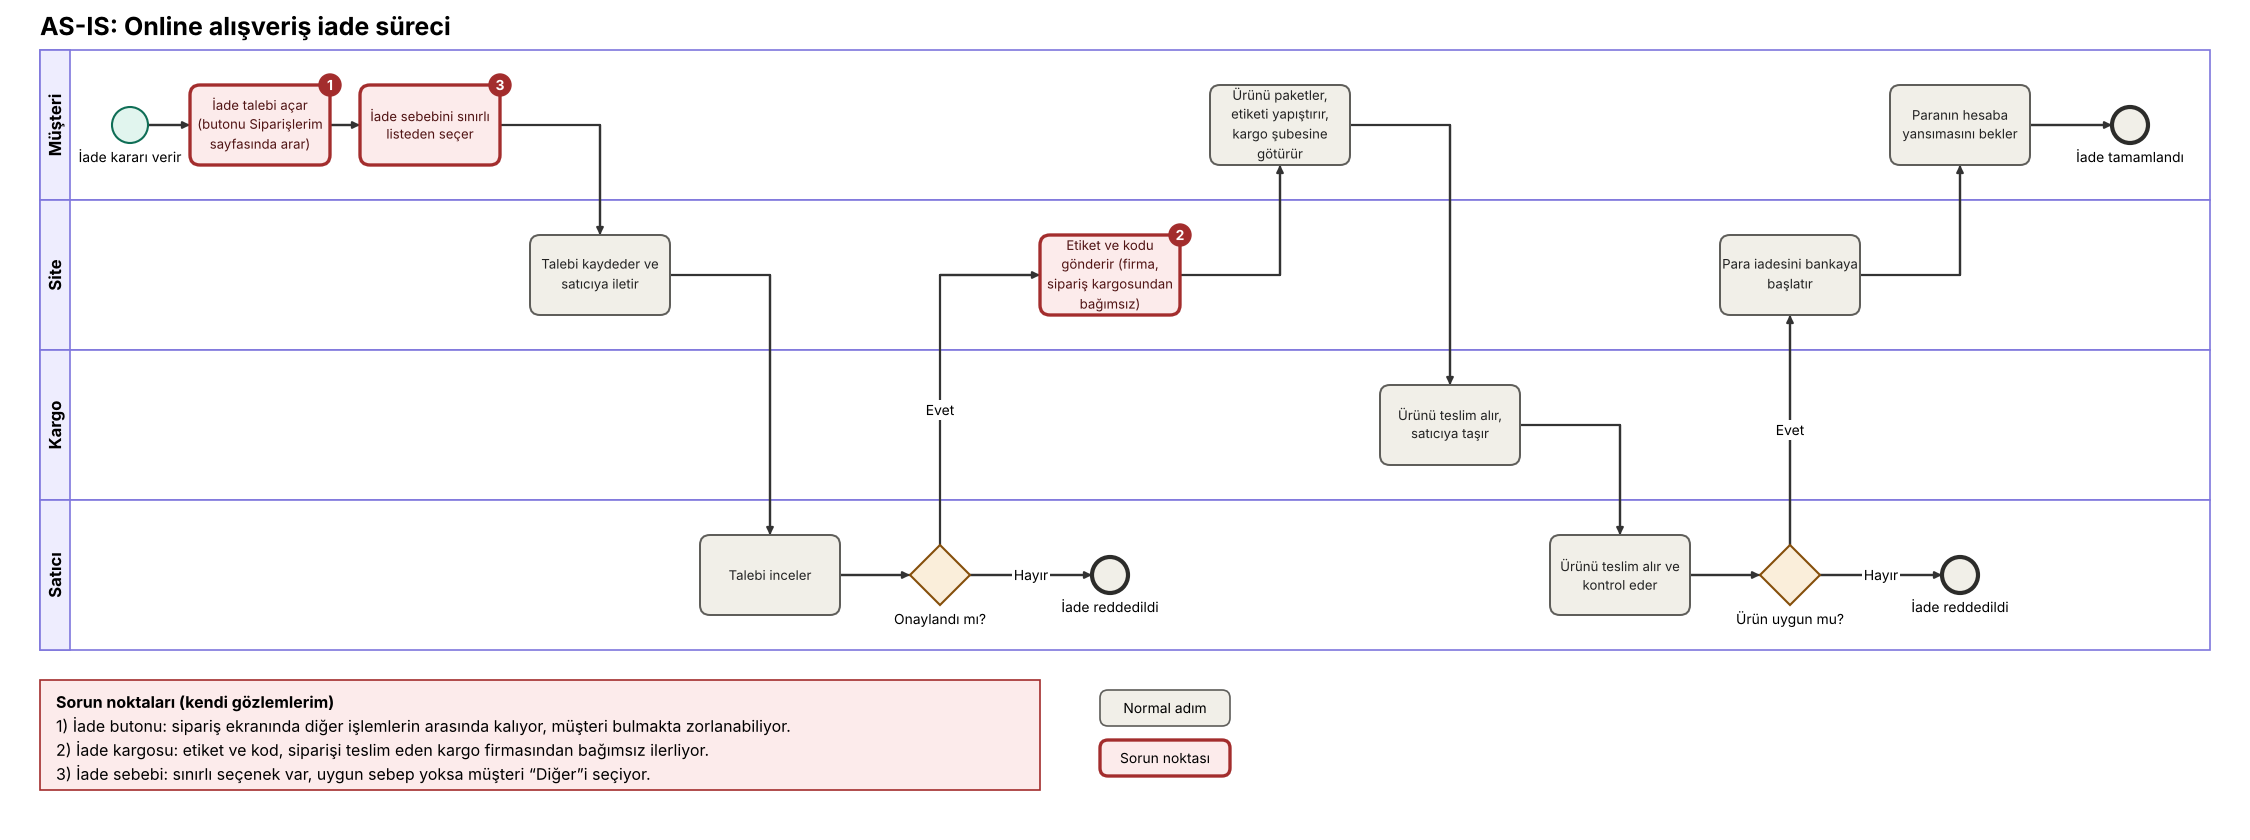 AS-IS: Online alışveriş iade süreci
Müşteri
İade kararı verir
İade talebi açar
(butonu Siparişlerim
sayfasında arar)
1
İade sebebini sınırlı
listeden seçer
3
Ürünü paketler,
etiketi yapıştırır,
kargo şubesine
götürür
Paranın hesaba
yansımasını bekler
İade tamamlandı
Site
Talebi kaydeder ve
satıcıya iletir
Etiket ve kodu
gönderir (firma,
sipariş kargosundan
bağımsız)
2
Para iadesini bankaya
başlatır
Kargo
Evet
Ürünü teslim alır,
satıcıya taşır
Evet
Satıcı
Talebi inceler
Onaylandı mı?
Hayır
İade reddedildi
Ürünü teslim alır ve
kontrol eder
Ürün uygun mu?
Hayır
İade reddedildi
Sorun noktaları (kendi gözlemlerim)
1) İade butonu: sipariş ekranında diğer işlemlerin arasında kalıyor, müşteri bulmakta zorlanabiliyor.
2) İade kargosu: etiket ve kod, siparişi teslim eden kargo firmasından bağımsız ilerliyor.
3) İade sebebi: sınırlı seçenek var, uygun sebep yoksa müşteri “Diğer”i seçiyor.
Normal adım
Sorun noktası